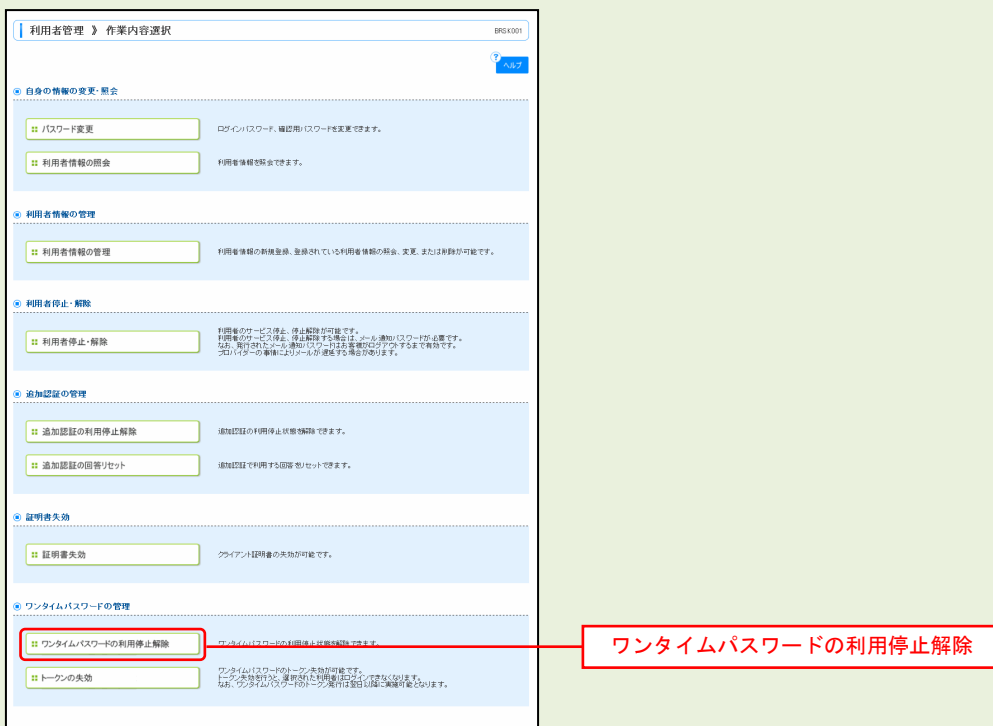 利用者管理 》 作業内容選択
BRSK001
?
ヘルプ
自身の情報の変更・照会
パスワード変更
ログインパスワード、確認用パスワードを変更できます。
利用者情報の照会
利用者情報を照会できます。
利用者情報の管理
利用者情報の管理
利用者情報の新規登録、登録されている利用者情報の照会、変更、または削除が可能です。
利用者停止・解除
利用者停止・解除
利用者のサービス停止、停止解除が可能です。
利用者のサービス停止、停止解除する場合は、メール通知パスワードが必要です。
なお、発行されたメール通知パスワードはお客様がログアウトするまで有効です。
プロバイダーの事情によりメールが遅延する場合があります。
追加認証の管理
追加認証の利用停止解除
追加認証の利用停止状態を解除できます。
追加認証の回答リセット
追加認証で利用する回答をリセットできます。
証明書失効
証明書失効
クライアント証明書の失効が可能です。
ワンタイムパスワードの管理
ワンタイムパスワードの利用停止解除
ワンタイムパスワードの利用停止状態を解除できます。
ワンタイムパスワードの利用停止解除
トークンの失効
ワンタイムパスワードのトークン失効が可能です。
トークン失効を行うと、選択された利用者はログインできなくなります。
なお、ワンタイムパスワードのトークン発行は翌日以降に実施可能となります。